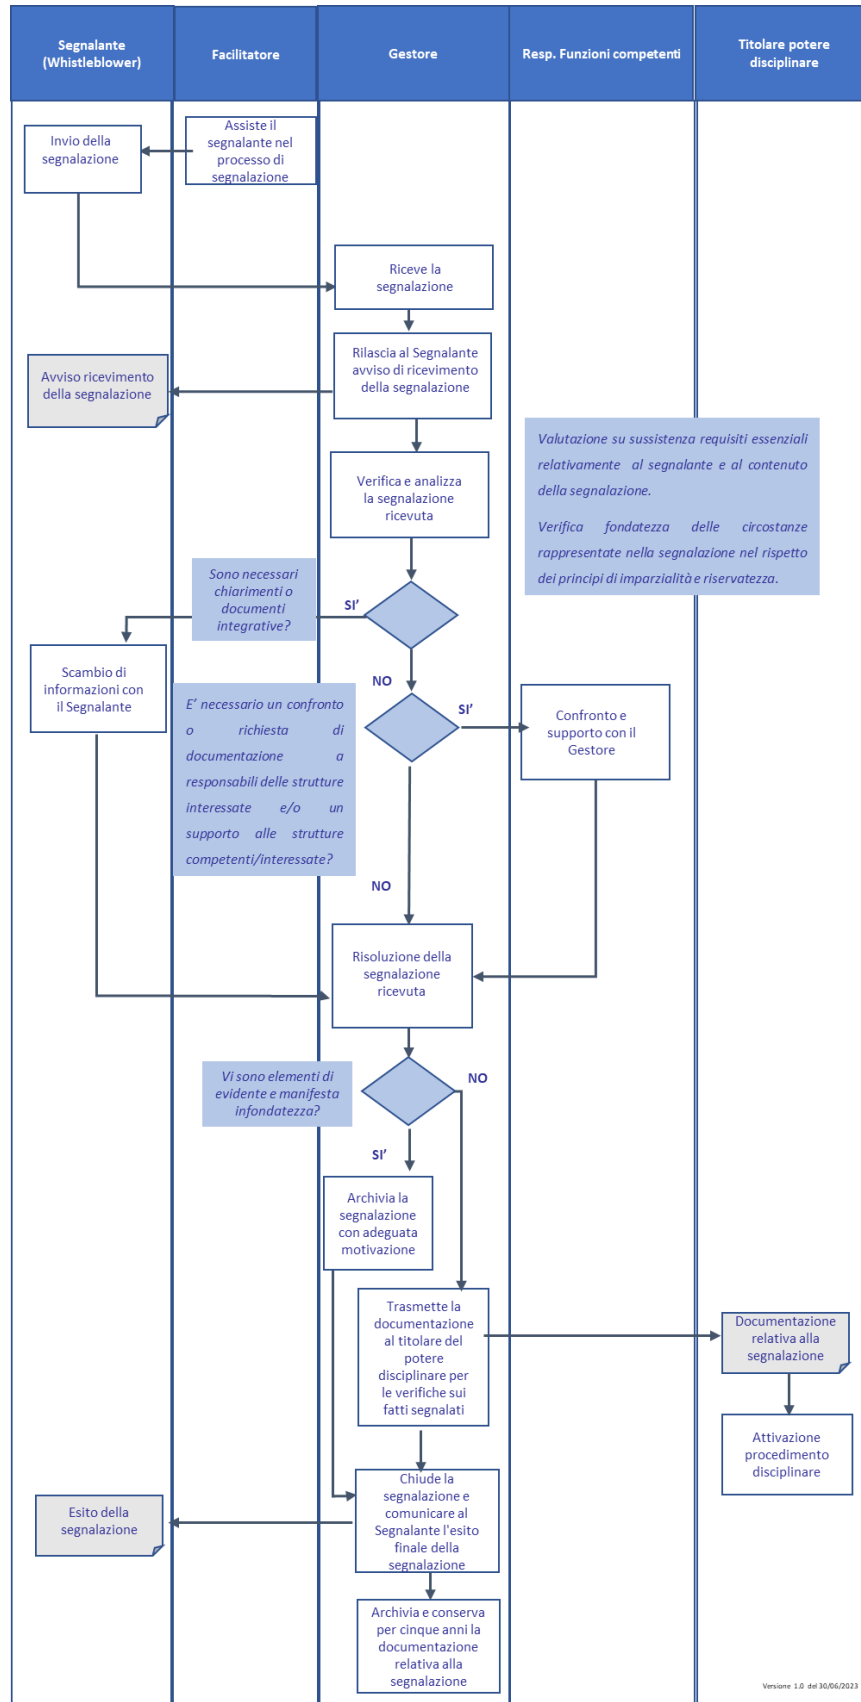 Segnalante
(Whistleblower)
Facilitatore
Gestore
Resp. Funzioni competenti
Titolare potere
disciplinare
Invio della
segnalazione
Assiste il
segnalante nel
processo di
segnalazione
Riceve la
segnalazione
Rilascia al Segnalante
avviso di ricevimento
della segnalazione
Avviso ricevimento
della segnalazione
Valutazione su sussistenza requisiti essenziali
relativamente al segnalante e al contenuto
della segnalazione.
Verifica fondatezza delle circostanze
rappresentate nella segnalazione nel rispetto
dei principi di imparzialità e riservatezza.
Verifica e analizza
la segnalazione
ricevuta
Sono necessari
chiarimenti o
documenti
integrative?
SI’
NO
Scambio di
informazioni con
il Segnalante
E’ necessario un confronto
o richiesta di
documentazione a
responsabili delle strutture
interessate e/o un
supporto alle strutture
competenti/interessate?
SI’
Confronto e
supporto con il
Gestore
NO
Risoluzione della
segnalazione
ricevuta
Vi sono elementi di
evidente e manifesta
infondatezza?
NO
SI’
Archivia la
segnalazione
con adeguata
motivazione
Trasmette la
documentazione
al titolare del
potere
disciplinare per
le verifiche sui
fatti segnalati
Documentazione
relativa alla
segnalazione
Attivazione
procedimento
disciplinare
Chiude la
segnalazione e
comunicare al
Segnalante l'esito
finale della
segnalazione
Esito della
segnalazione
Archivia e conserva
per cinque anni la
documentazione
relativa alla
segnalazione
Versione 1.0 del 30/06/2023